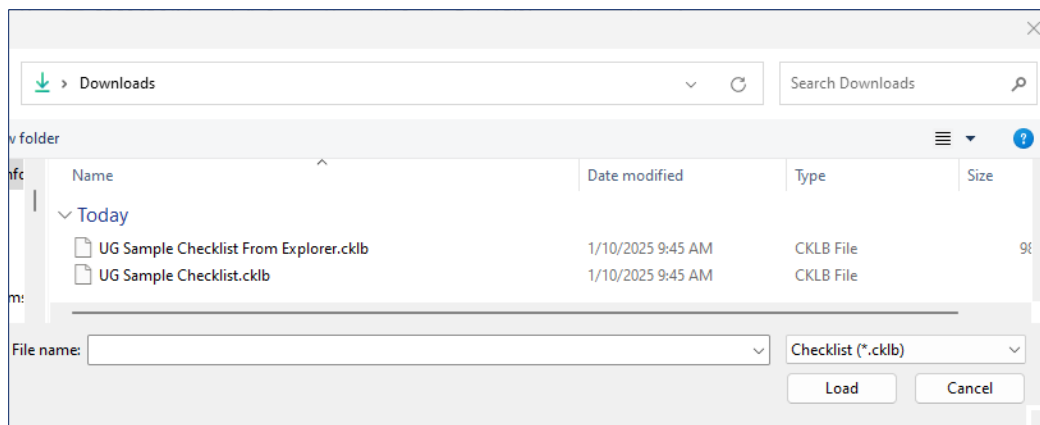 Downloads
Search Downloads
w folder
Name Date modified Type Size
Today
UG Sample Checklist From Explorer.cklb 1/10/2025 9:45 AM CKLB File 98
UG Sample Checklist.cklb 1/10/2025 9:45 AM CKLB File
File name: Checklist (*.cklb)
Load Cancel